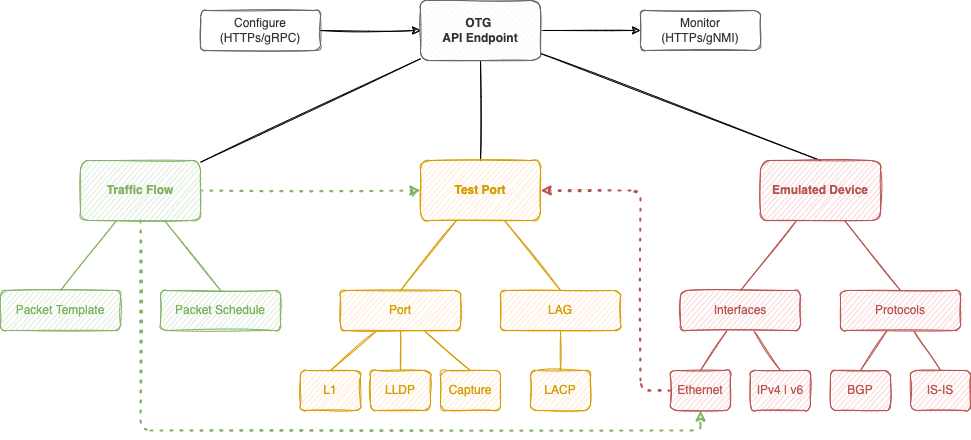 Configure
(HTTPs/gRPC)
OTG
API Endpoint
Monitor
(HTTPs/gNMI)
Traffic Flow
Test Port
Emulated Device
Packet Template
Packet Schedule
Port
LAG
Interfaces
Protocols
L1
LLDP
Capture
LACP
Ethernet
IPv4 | v6
BGP
IS-IS